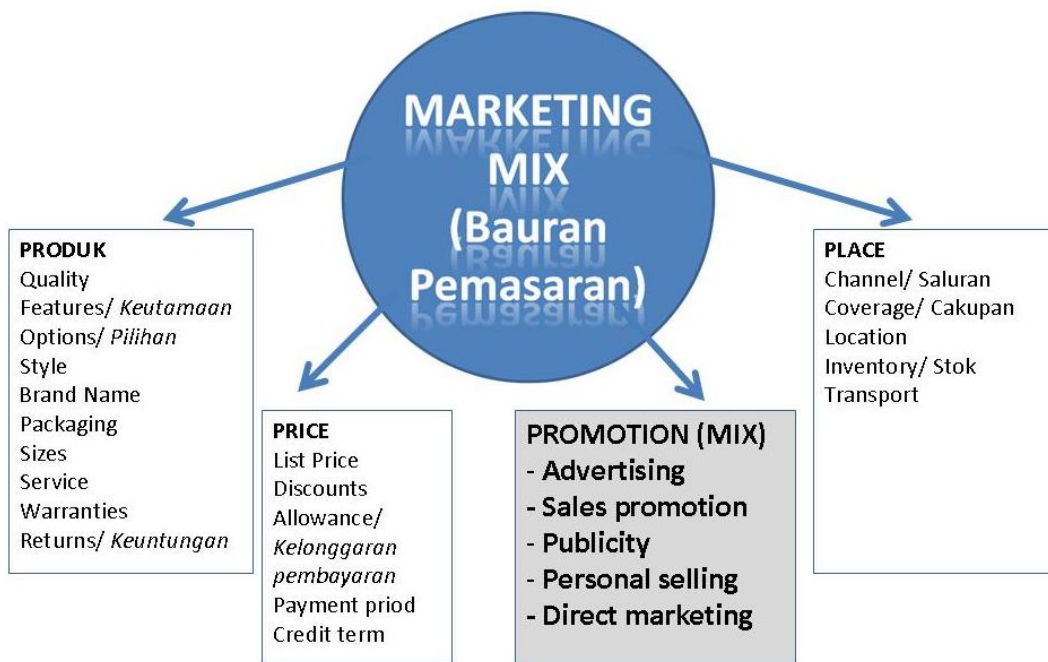 MARKETING
MIX
(Bauran
Pemasaran)
PRODUK
Quality
Features/ Keutamaan
Options/ Pilihan
Style
Brand Name
Packaging
Sizes
Service
Warranties
Returns/ Keuntungan
PRICE
List Price
Discounts
Allowance/
Kelonggaran
pembayaran
Payment priod
Credit term
PROMOTION (MIX)
- Advertising
- Sales promotion
- Publicity
- Personal selling
- Direct marketing
PLACE
Channel/ Saluran
Coverage/ Cakupan
Location
Inventory/ Stok
Transport